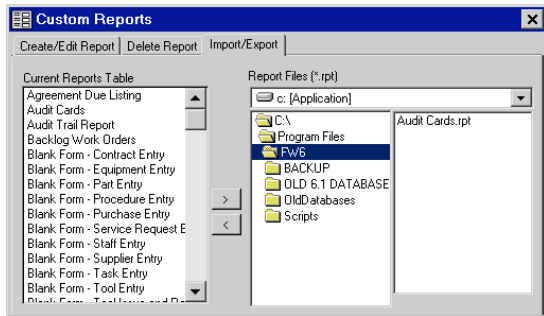 Custom Reports
Create/Edit Report Delete Report Import/Export
Current Reports Table
Agreement Due Listing
Audit Cards
Audit Trail Report
Backlog Work Orders
Blank Form - Contract Entry
Blank Form - Equipment Entry
Blank Form - Part Entry
Blank Form - Procedure Entry
Blank Form - Purchase Entry
Blank Form - Service Request E
Blank Form - Staff Entry
Blank Form - Supplier Entry
Blank Form - Task Entry
Blank Form - Tool Entry
>
<
Report Files (*.rpt)
c: [Application]
C:\
Program Files
FW6
BACKUP
OLD 6.1 DATABASE
OldDatabases
Scripts
Audit Cards.rpt